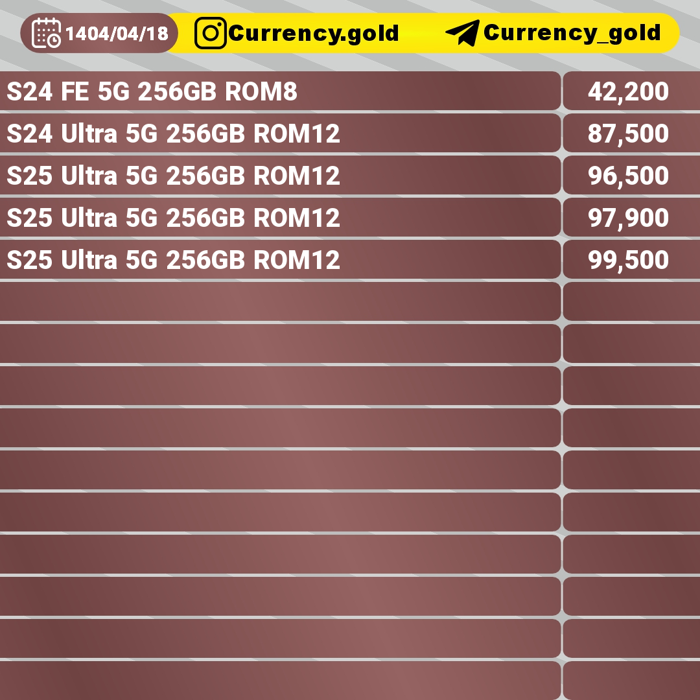 1404/04/18 Currency.gold Currency_gold
S24 FE 5G 256GB ROM8 42,200
S24 Ultra 5G 256GB ROM12 87,500
S25 Ultra 5G 256GB ROM12 96,500
S25 Ultra 5G 256GB ROM12 97,900
S25 Ultra 5G 256GB ROM12 99,500